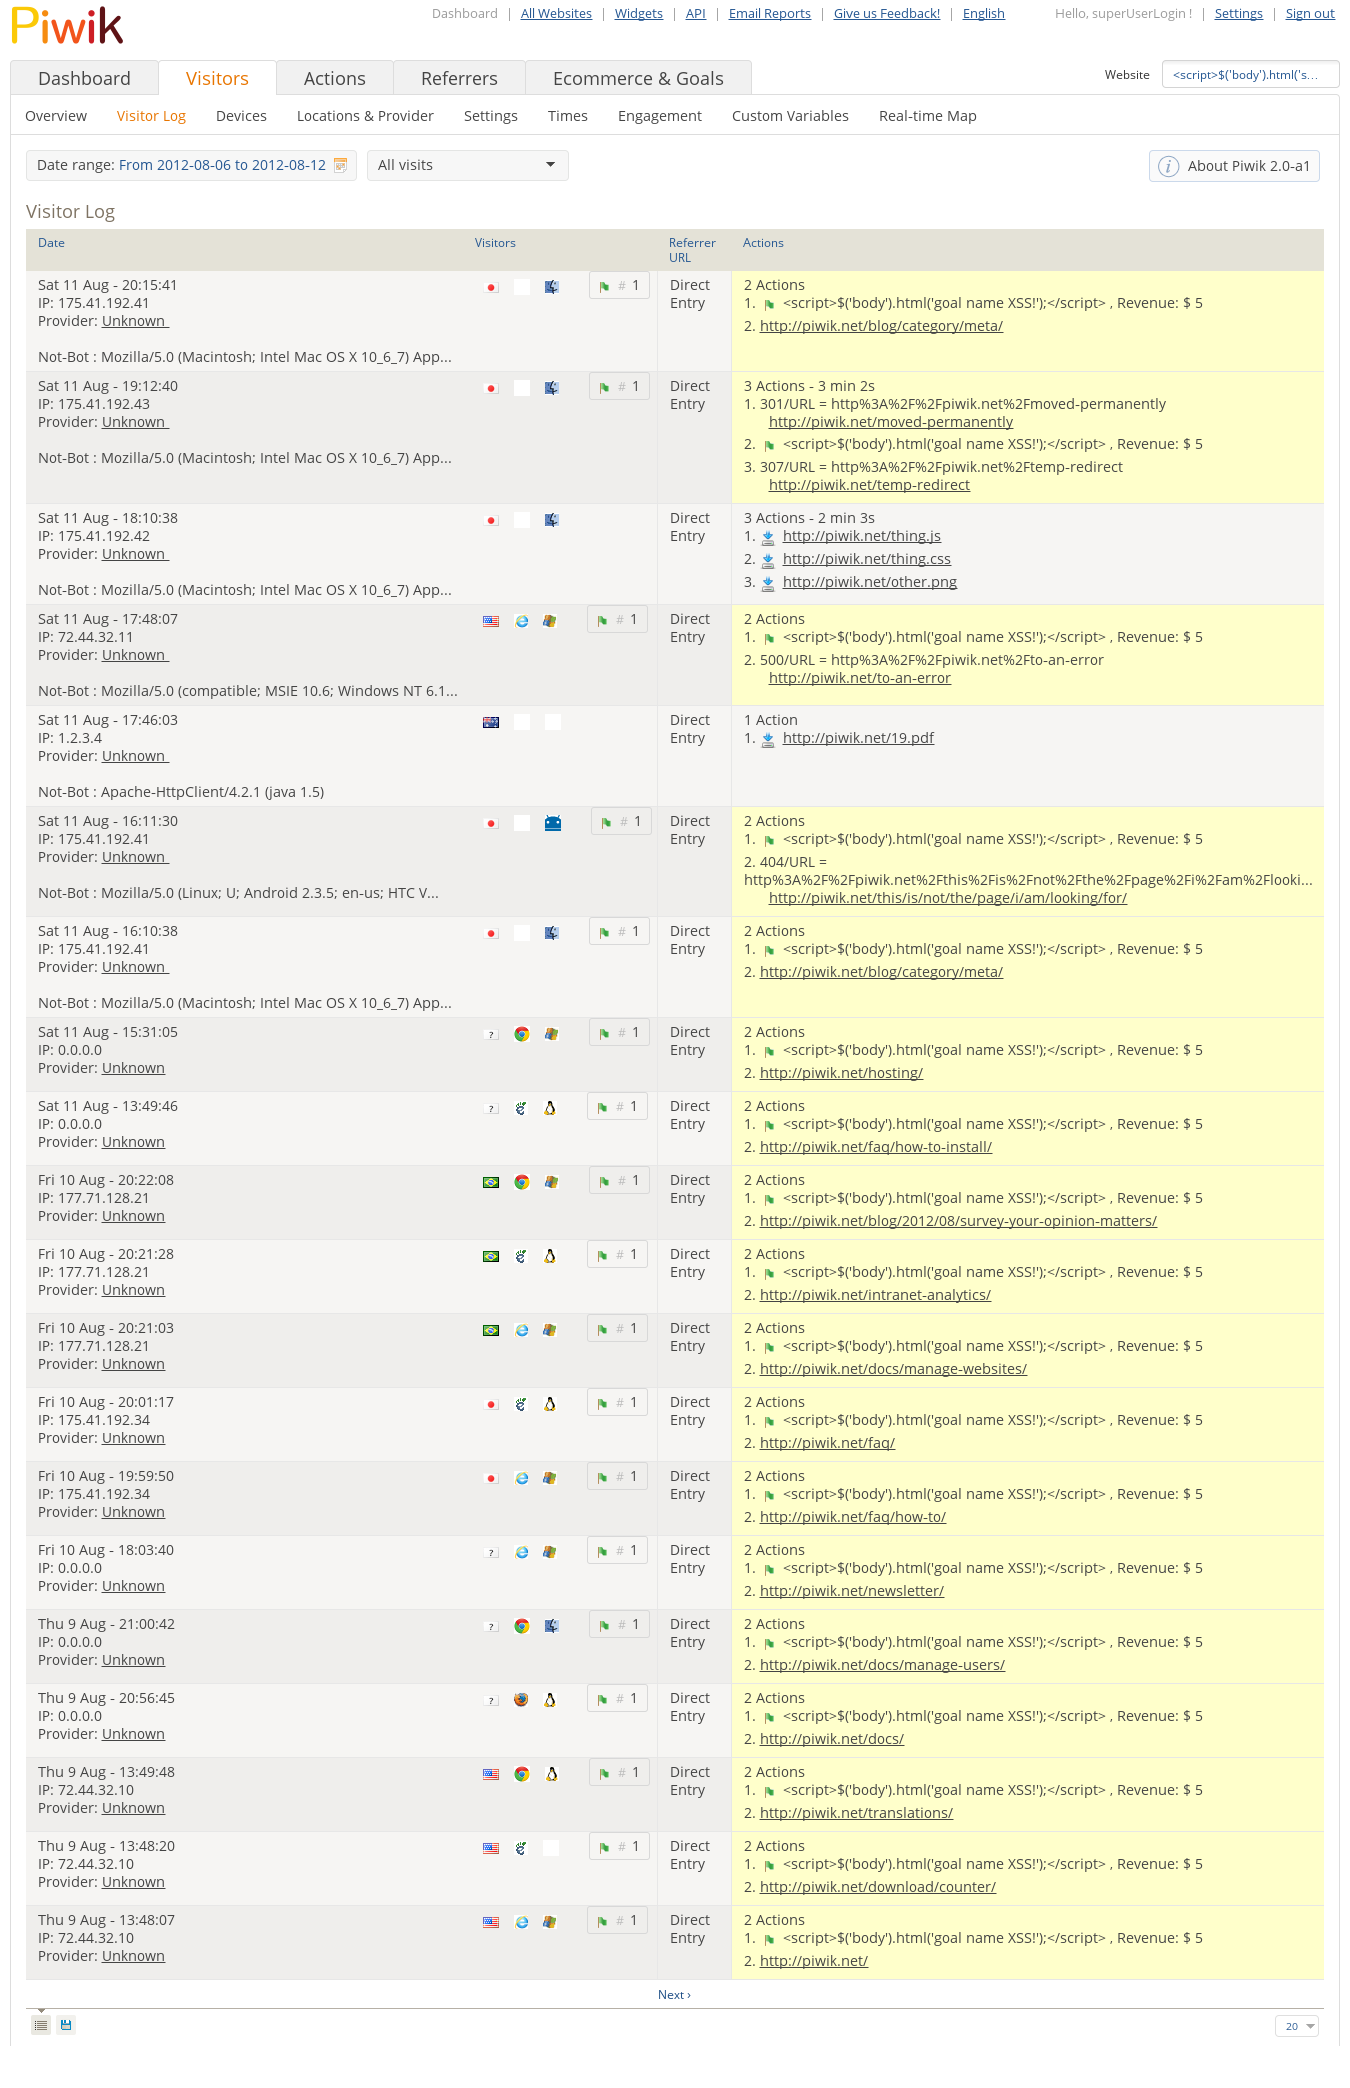 Piwik
Dashboard | All Websites | Widgets | API | Email Reports | Give us Feedback! | English
Hello, superUserLogin ! | Settings | Sign out
Dashboard Visitors Actions Referrers Ecommerce & Goals
Website <script>$('body').html('s...
Overview Visitor Log Devices Locations & Provider Settings Times Engagement Custom Variables Real-time Map
Date range: From 2012-08-06 to 2012-08-12
All visits
About Piwik 2.0-a1
Visitor Log
Date Visitors Referrer URL Actions
Sat 11 Aug - 20:15:41
IP: 175.41.192.41
Provider: Unknown
Not-Bot : Mozilla/5.0 (Macintosh; Intel Mac OS X 10_6_7) App...
# 1
Direct
Entry
2 Actions
1. <script>$('body').html('goal name XSS!');</script> , Revenue: $ 5
2. http://piwik.net/blog/category/meta/
Sat 11 Aug - 19:12:40
IP: 175.41.192.43
Provider: Unknown
Not-Bot : Mozilla/5.0 (Macintosh; Intel Mac OS X 10_6_7) App...
# 1
Direct
Entry
3 Actions - 3 min 2s
1. 301/URL = http%3A%2F%2Fpiwik.net%2Fmoved-permanently
http://piwik.net/moved-permanently
2. <script>$('body').html('goal name XSS!');</script> , Revenue: $ 5
3. 307/URL = http%3A%2F%2Fpiwik.net%2Ftemp-redirect
http://piwik.net/temp-redirect
Sat 11 Aug - 18:10:38
IP: 175.41.192.42
Provider: Unknown
Not-Bot : Mozilla/5.0 (Macintosh; Intel Mac OS X 10_6_7) App...
Direct
Entry
3 Actions - 2 min 3s
1. http://piwik.net/thing.js
2. http://piwik.net/thing.css
3. http://piwik.net/other.png
Sat 11 Aug - 17:48:07
IP: 72.44.32.11
Provider: Unknown
Not-Bot : Mozilla/5.0 (compatible; MSIE 10.6; Windows NT 6.1...
# 1
Direct
Entry
2 Actions
1. <script>$('body').html('goal name XSS!');</script> , Revenue: $ 5
2. 500/URL = http%3A%2F%2Fpiwik.net%2Fto-an-error
http://piwik.net/to-an-error
Sat 11 Aug - 17:46:03
IP: 1.2.3.4
Provider: Unknown
Not-Bot : Apache-HttpClient/4.2.1 (java 1.5)
Direct
Entry
1 Action
1. http://piwik.net/19.pdf
Sat 11 Aug - 16:11:30
IP: 175.41.192.41
Provider: Unknown
Not-Bot : Mozilla/5.0 (Linux; U; Android 2.3.5; en-us; HTC V...
# 1
Direct
Entry
2 Actions
1. <script>$('body').html('goal name XSS!');</script> , Revenue: $ 5
2. 404/URL =
http%3A%2F%2Fpiwik.net%2Fthis%2Fis%2Fnot%2Fthe%2Fpage%2Fi%2Fam%2Flooki...
http://piwik.net/this/is/not/the/page/i/am/looking/for/
Sat 11 Aug - 16:10:38
IP: 175.41.192.41
Provider: Unknown
Not-Bot : Mozilla/5.0 (Macintosh; Intel Mac OS X 10_6_7) App...
# 1
Direct
Entry
2 Actions
1. <script>$('body').html('goal name XSS!');</script> , Revenue: $ 5
2. http://piwik.net/blog/category/meta/
Sat 11 Aug - 15:31:05
IP: 0.0.0.0
Provider: Unknown
? # 1
Direct
Entry
2 Actions
1. <script>$('body').html('goal name XSS!');</script> , Revenue: $ 5
2. http://piwik.net/hosting/
Sat 11 Aug - 13:49:46
IP: 0.0.0.0
Provider: Unknown
? # 1
Direct
Entry
2 Actions
1. <script>$('body').html('goal name XSS!');</script> , Revenue: $ 5
2. http://piwik.net/faq/how-to-install/
Fri 10 Aug - 20:22:08
IP: 177.71.128.21
Provider: Unknown
# 1
Direct
Entry
2 Actions
1. <script>$('body').html('goal name XSS!');</script> , Revenue: $ 5
2. http://piwik.net/blog/2012/08/survey-your-opinion-matters/
Fri 10 Aug - 20:21:28
IP: 177.71.128.21
Provider: Unknown
# 1
Direct
Entry
2 Actions
1. <script>$('body').html('goal name XSS!');</script> , Revenue: $ 5
2. http://piwik.net/intranet-analytics/
Fri 10 Aug - 20:21:03
IP: 177.71.128.21
Provider: Unknown
# 1
Direct
Entry
2 Actions
1. <script>$('body').html('goal name XSS!');</script> , Revenue: $ 5
2. http://piwik.net/docs/manage-websites/
Fri 10 Aug - 20:01:17
IP: 175.41.192.34
Provider: Unknown
# 1
Direct
Entry
2 Actions
1. <script>$('body').html('goal name XSS!');</script> , Revenue: $ 5
2. http://piwik.net/faq/
Fri 10 Aug - 19:59:50
IP: 175.41.192.34
Provider: Unknown
# 1
Direct
Entry
2 Actions
1. <script>$('body').html('goal name XSS!');</script> , Revenue: $ 5
2. http://piwik.net/faq/how-to/
Fri 10 Aug - 18:03:40
IP: 0.0.0.0
Provider: Unknown
? # 1
Direct
Entry
2 Actions
1. <script>$('body').html('goal name XSS!');</script> , Revenue: $ 5
2. http://piwik.net/newsletter/
Thu 9 Aug - 21:00:42
IP: 0.0.0.0
Provider: Unknown
? # 1
Direct
Entry
2 Actions
1. <script>$('body').html('goal name XSS!');</script> , Revenue: $ 5
2. http://piwik.net/docs/manage-users/
Thu 9 Aug - 20:56:45
IP: 0.0.0.0
Provider: Unknown
? # 1
Direct
Entry
2 Actions
1. <script>$('body').html('goal name XSS!');</script> , Revenue: $ 5
2. http://piwik.net/docs/
Thu 9 Aug - 13:49:48
IP: 72.44.32.10
Provider: Unknown
# 1
Direct
Entry
2 Actions
1. <script>$('body').html('goal name XSS!');</script> , Revenue: $ 5
2. http://piwik.net/translations/
Thu 9 Aug - 13:48:20
IP: 72.44.32.10
Provider: Unknown
# 1
Direct
Entry
2 Actions
1. <script>$('body').html('goal name XSS!');</script> , Revenue: $ 5
2. http://piwik.net/download/counter/
Thu 9 Aug - 13:48:07
IP: 72.44.32.10
Provider: Unknown
# 1
Direct
Entry
2 Actions
1. <script>$('body').html('goal name XSS!');</script> , Revenue: $ 5
2. http://piwik.net/
Next ›
20